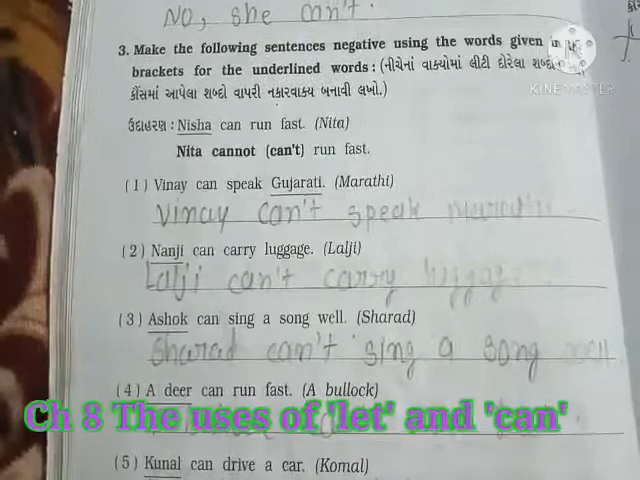 No, she can't.
3. Make the following sentences negative using the words given in
brackets for the underlined words : (નીચેનાં વાક્યોમાં લીટી દોરેલા શબ્દોને
કૌંસમાં આપેલા શબ્દો વાપરી નકારવાક્ય બનાવી લખો.)
KINEMASTER
ઉદાહરણ : Nisha can run fast. (Nita)
Nita cannot (can't) run fast.
(1) Vinay can speak Gujarati. (Marathi)
Vinay can't speak Marathi
(2) Nanji can carry luggage. (Lalji)
Lalji can't carry luggage
(3) Ashok can sing a song well. (Sharad)
Sharad can't sing a song well
(4) A deer can run fast. (A bullock)
Ch 8 The uses of 'let' and 'can'
(5) Kunal can drive a car. (Komal)